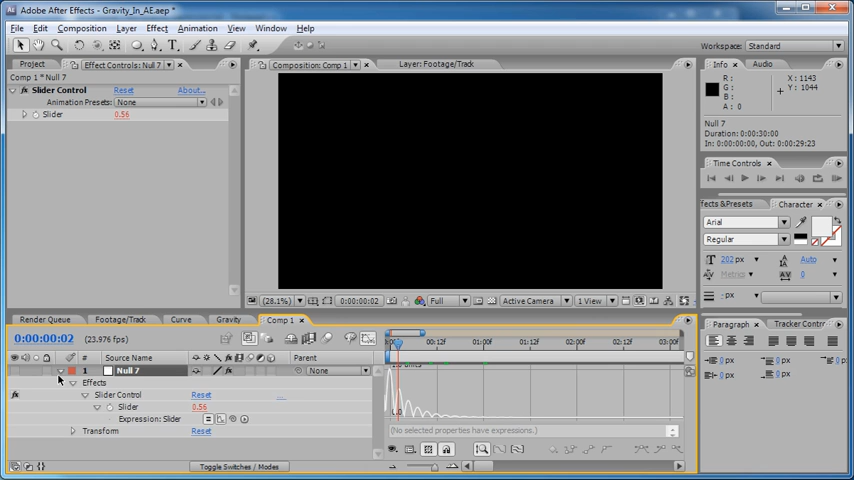 Adobe After Effects - Gravity_In_AE.aep *
File Edit Composition Layer Effect Animation View Window Help
Workspace: Standard
Project Effect Controls: Null 7 Composition: Comp 1 Layer: Footage/Track Info Audio
Comp 1 * Null 7
Slider Control Reset About...
Animation Presets: None
Slider 0.56
R: X: 1143
G: Y: 1044
B:
A: 0
Null 7
Duration: 0:00:30:00
In: 0:00:00:00, Out: 0:00:29:23
Time Controls
ffects&Presets Character
Arial
Regular
202 px Auto
Metrics AV 0
- px
(28.1%) 0:00:00:02 Full Active Camera 1 View
Render Queue Footage/Track Curve Gravity Comp 1
Paragraph Tracker Contr
0:00:00:02 (23.976 fps)
0:00 00:12f 01:00f 01:12f 02:00f 02:12f 03:00f
# Source Name Parent
1 Null 7 None
Effects
Slider Control Reset ...
Slider 0.56
Expression: Slider
Transform Reset
(No selected properties have expressions.)
0 px 0 px 0 px
0 px 0 px
Toggle Switches / Modes